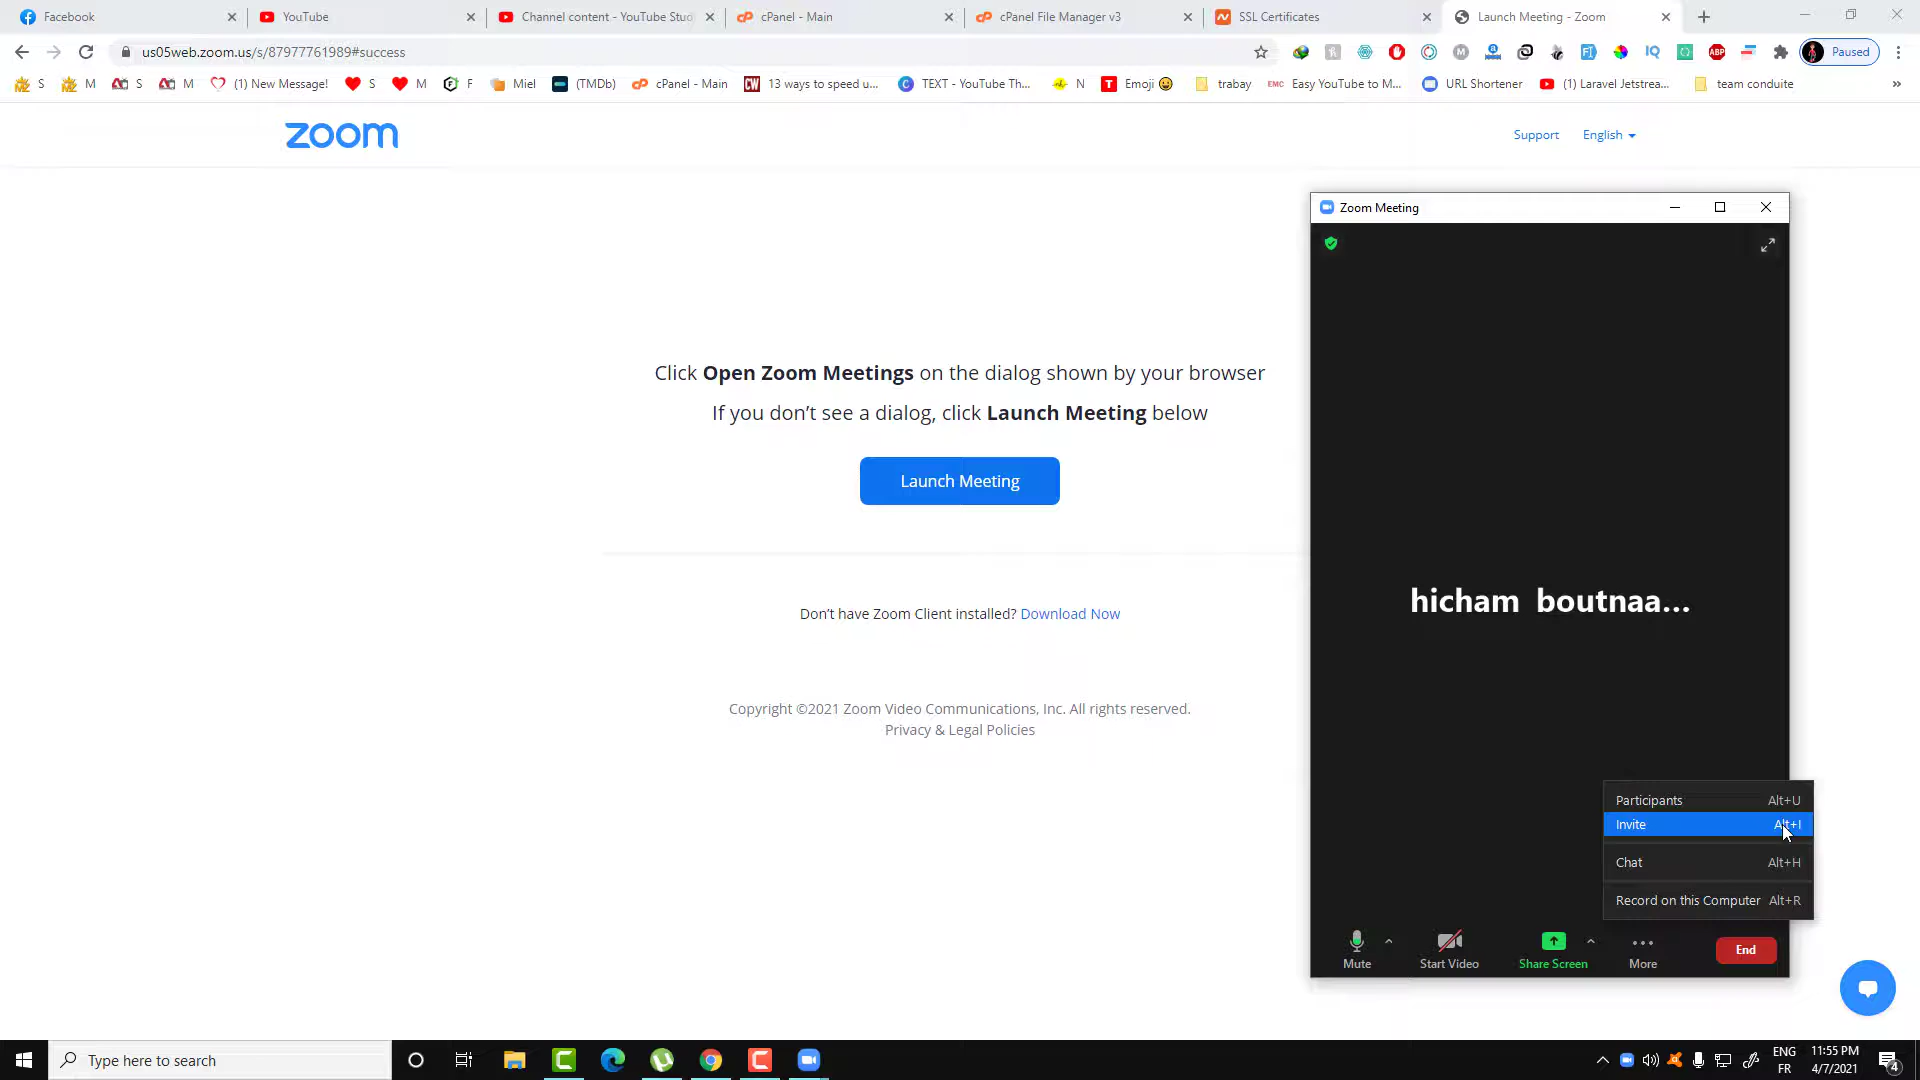 Facebook
YouTube
Channel content - YouTube Stud
cPanel - Main
cPanel File Manager v3
SSL Certificates
Launch Meeting - Zoom
us05web.zoom.us/s/87977761989#success
Paused
S
M
S
M
(1) New Message!
S
M
F
Miel
(TMDb)
cPanel - Main
13 ways to speed u...
TEXT - YouTube Th...
N
Emoji
trabay
EMC Easy YouTube to M...
URL Shortener
(1) Laravel Jetstrea...
team conduite
zoom
Support
English
Zoom Meeting
Click Open Zoom Meetings on the dialog shown by your browser
If you don’t see a dialog, click Launch Meeting below
Launch Meeting
Don’t have Zoom Client installed? Download Now
hicham boutnaa...
Copyright ©2021 Zoom Video Communications, Inc. All rights reserved.
Privacy & Legal Policies
Participants Alt+U
Invite Alt+I
Chat Alt+H
Record on this Computer Alt+R
Mute
Start Video
Share Screen
More
End
Type here to search
ENG
FR
11:55 PM
4/7/2021
4